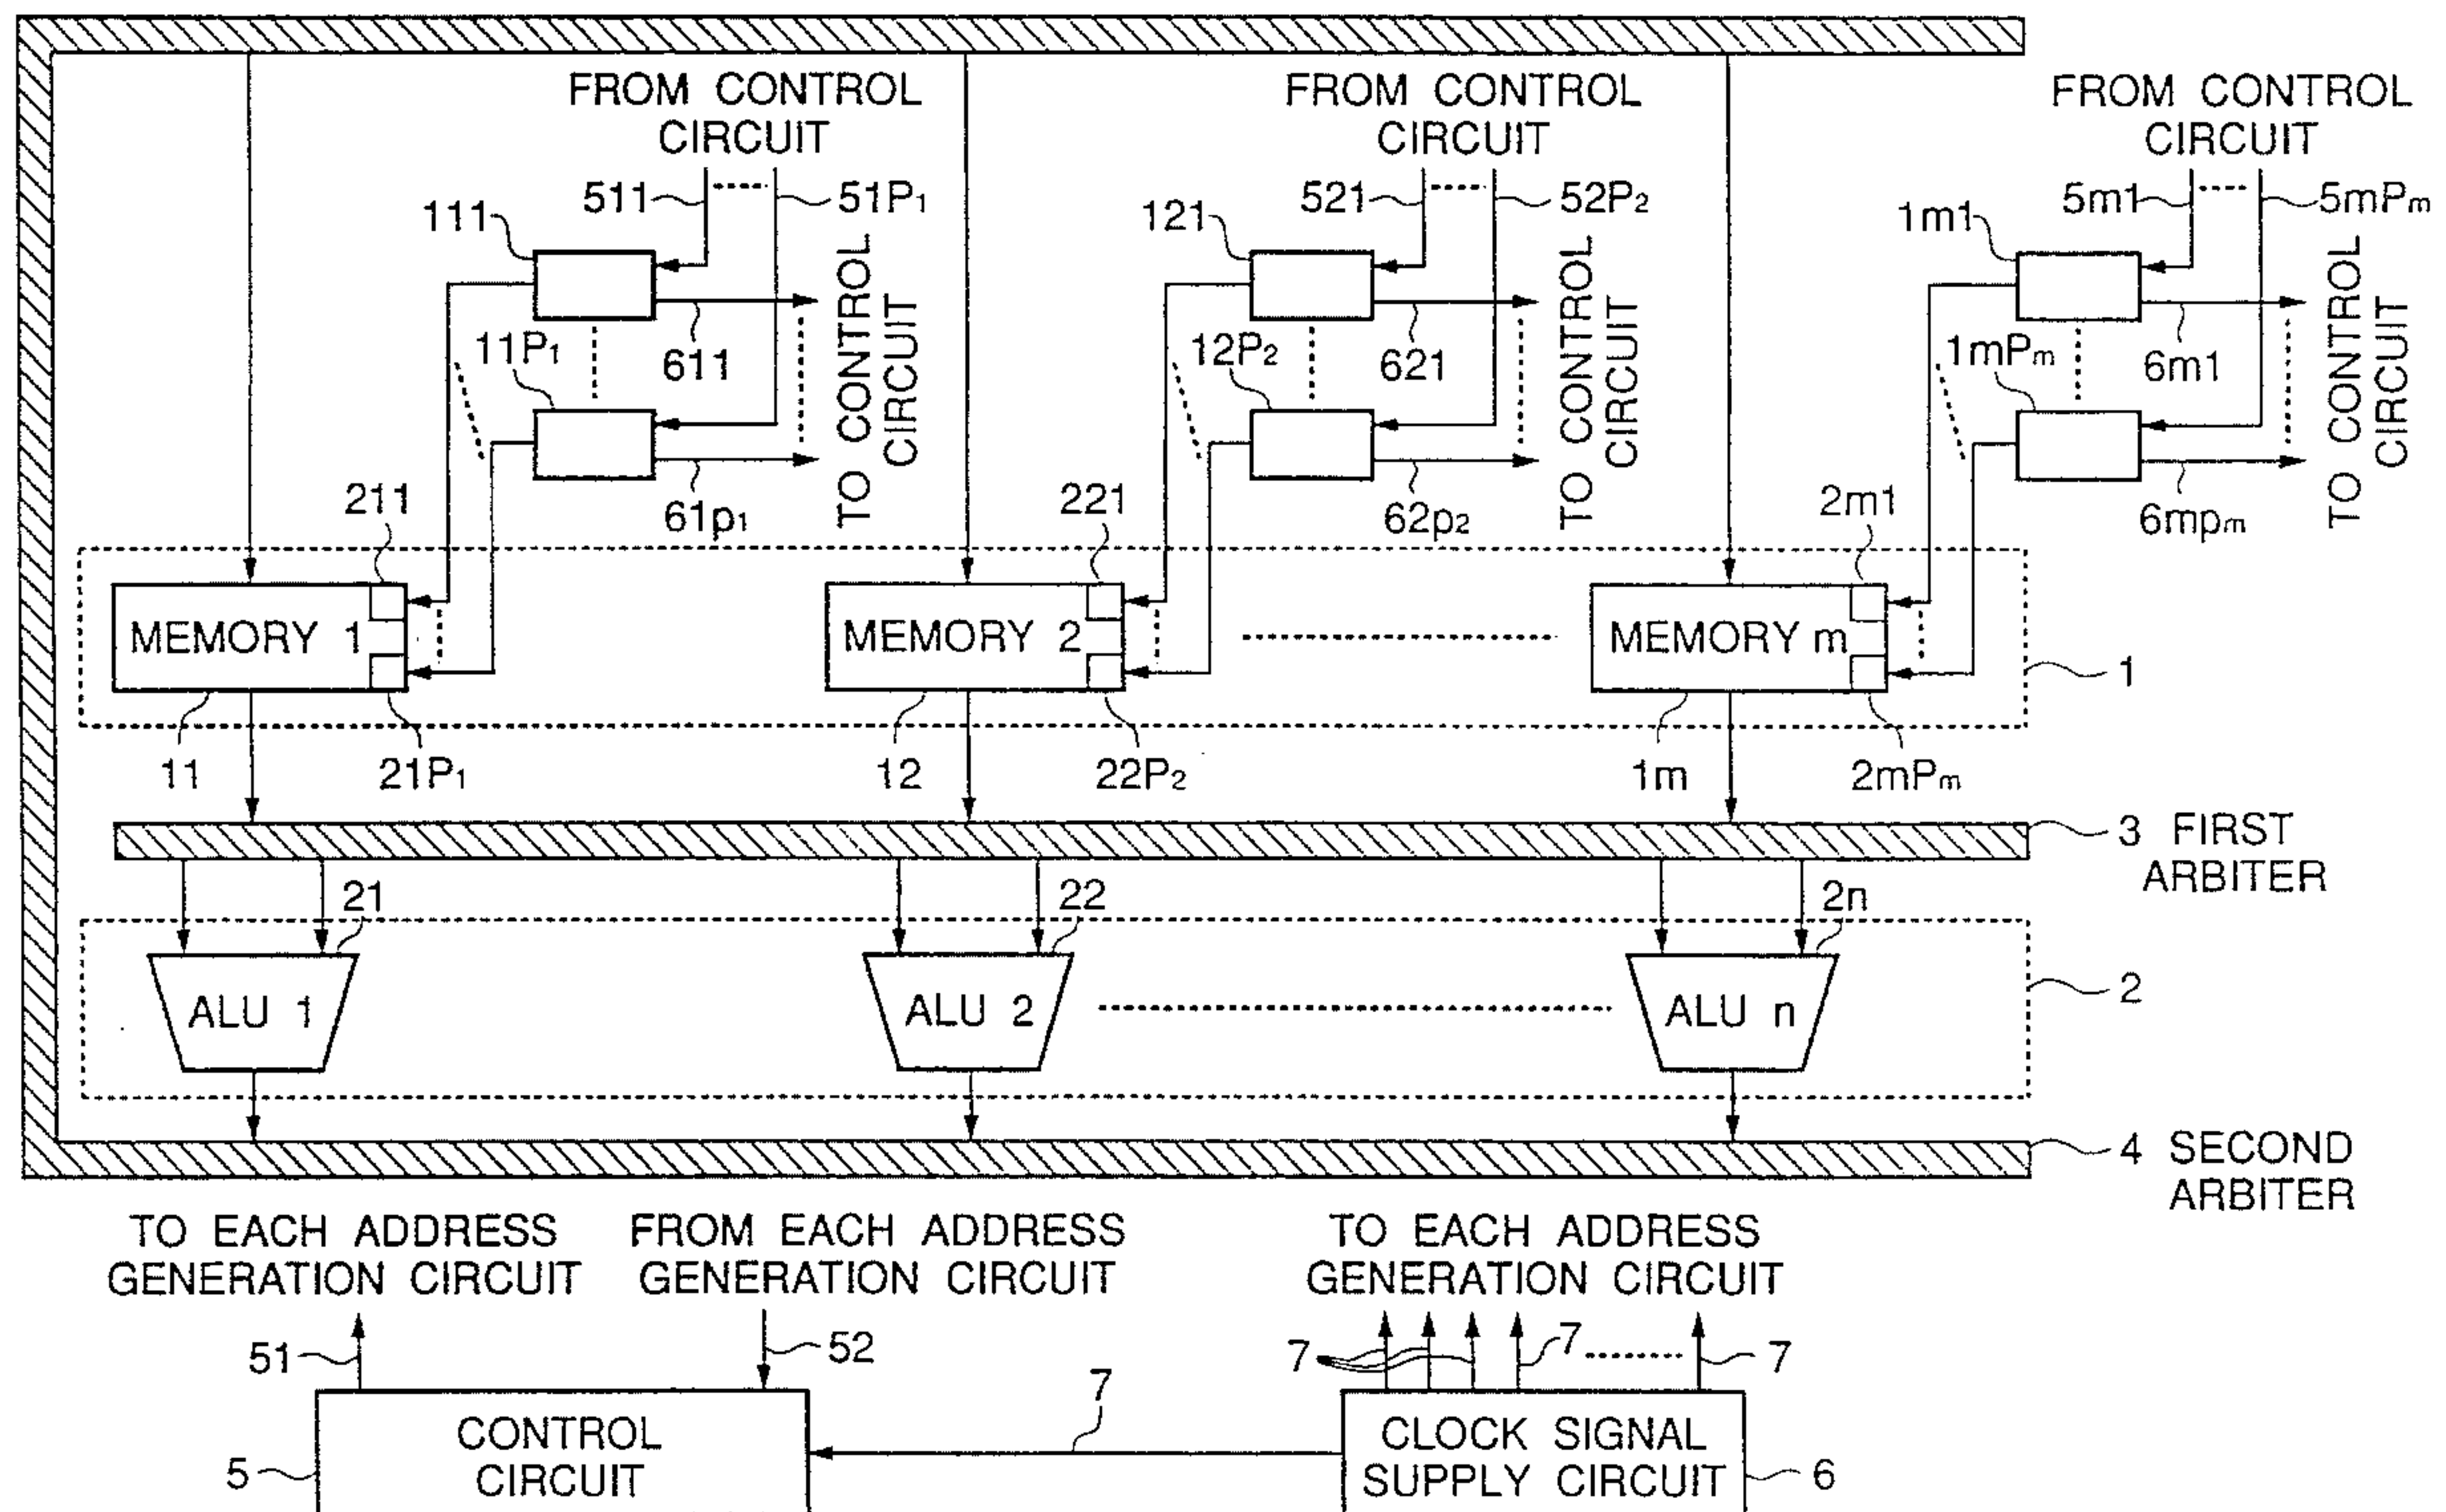 FROM CONTROL
CIRCUIT
FROM CONTROL
CIRCUIT
FROM CONTROL
CIRCUIT
511
51P₁
111
TO CONTROL
CIRCUIT
611
11P₁
61p₁
211
521
52P₂
121
TO CONTROL
CIRCUIT
621
12P₂
62p₂
221
5m1
5mPₘ
1m1
TO CONTROL
CIRCUIT
6m1
1mPₘ
6mpₘ
2m1
MEMORY 1
MEMORY 2
MEMORY m
1
11
21P₁
12
22P₂
1m
2mPₘ
3 FIRST
ARBITER
21
22
2n
ALU 1
ALU 2
ALU n
2
4 SECOND
ARBITER
TO EACH ADDRESS
GENERATION CIRCUIT
FROM EACH ADDRESS
GENERATION CIRCUIT
TO EACH ADDRESS
GENERATION CIRCUIT
51
52
7
7
7
7
CONTROL
CIRCUIT
5
CLOCK SIGNAL
SUPPLY CIRCUIT
6